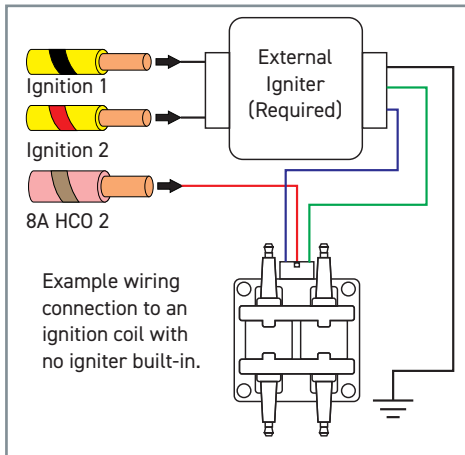 Ignition 1
Ignition 2
8A HCO 2
External
Igniter
(Required)
Example wiring
connection to an
ignition coil with
no igniter built-in.